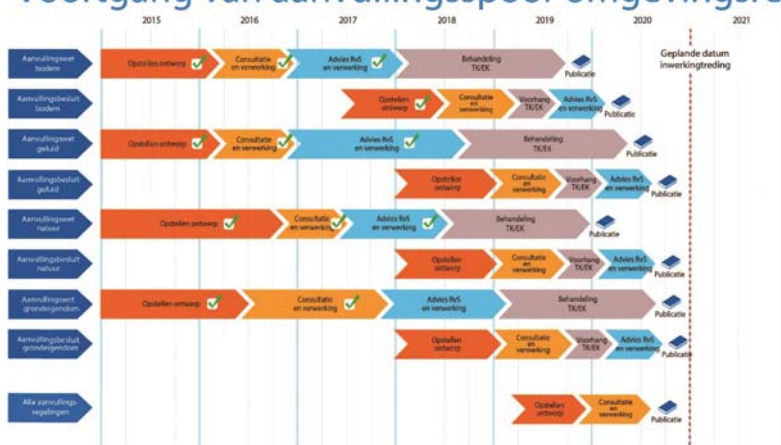 Voortgang van aanvullingsspoor omgevingsre
2015 2016 2017 2018 2019 2020 2021
Geplande datum
inwerkingtreding
Aanvullingswet
bodem
Opstellen ontwerp
Consultatie
en verwerking
Advies RvS
en verwerking
Behandeling
TK/EK
Publicatie
Aanvullingsbesluit
bodem
Opstellen
ontwerp
Consultatie
en
verwerking
Voorhang
TK/EK
Advies RvS
en verwerking
Publicatie
Aanvullingswet
geluid
Opstellen ontwerp
Consultatie
en verwerking
Advies RvS
en verwerking
Behandeling
TK/EK
Publicatie
Aanvullingsbesluit
geluid
Opstellen
ontwerp
Consultatie
en
verwerking
Voorhang
TK/EK
Advies RvS
en verwerking
Publicatie
Aanvullingswet
natuur
Opstellen ontwerp
Consultatie
en verwerking
Advies RvS
en verwerking
Behandeling
TK/EK
Publicatie
Aanvullingsbesluit
natuur
Opstellen
ontwerp
Consultatie
en
verwerking
Voorhang
TK/EK
Advies RvS
en verwerking
Publicatie
Aanvullingswet
grondeigendom
Opstellen ontwerp
Consultatie
en verwerking
Advies RvS
en verwerking
Behandeling
TK/EK
Publicatie
Aanvullingsbesluit
grondeigendom
Opstellen
ontwerp
Consultatie
en
verwerking
Voorhang
TK/EK
Advies RvS
en verwerking
Publicatie
Alle aanvullings-
regelingen
Opstellen
ontwerp
Consultatie
en
verwerking
Publicatie